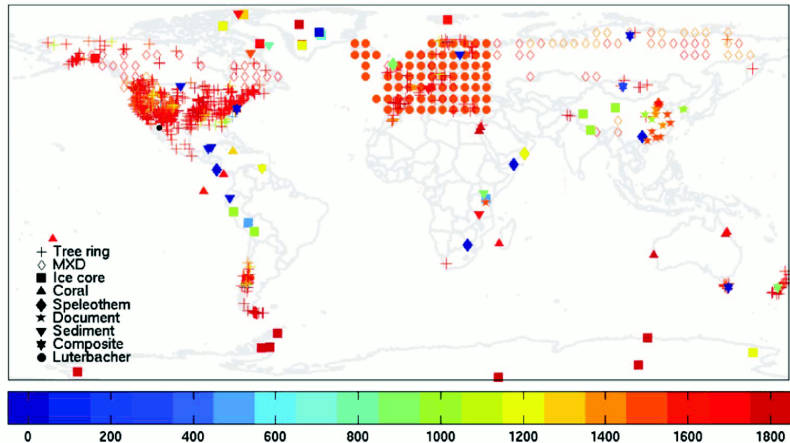 Tree ring
MXD
Ice core
Coral
Speleothem
Document
Sediment
Composite
Luterbacher
0 200 400 600 800 1000 1200 1400 1600 1800